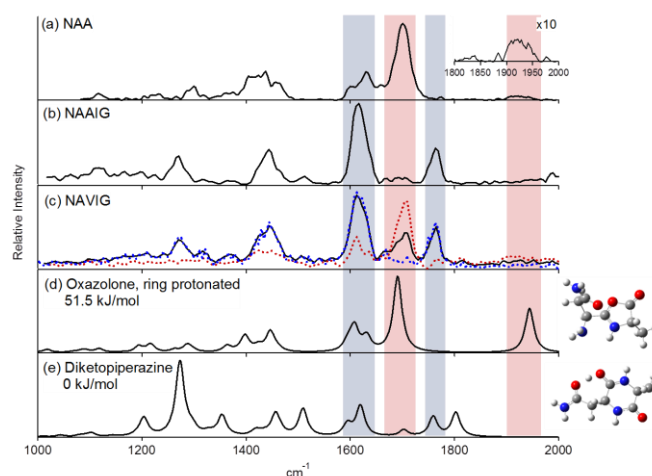 (a) NAA
x10
1800 1850 1900 1950 2000
(b) NAAIG
Relative Intensity
(c) NAVIG
(d) Oxazolone, ring protonated
51.5 kJ/mol
(e) Diketopiperazine
0 kJ/mol
1000 1200 1400 1600 1800 2000
cm-1